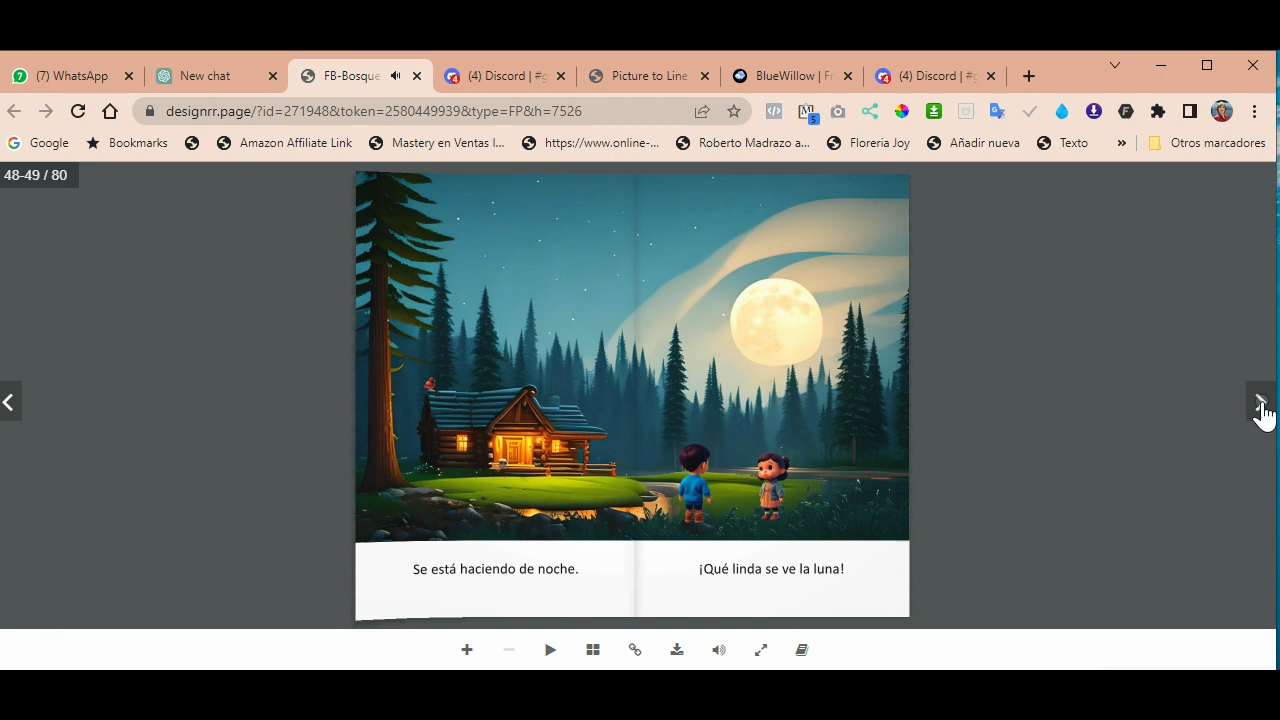 (7) WhatsApp
New chat
FB-Bosque
(4) Discord | #g
Picture to Line
BlueWillow | Fr
(4) Discord | #g
designrr.page/?id=271948&token=2580449939&type=FP&h=7526
5
Google
Bookmarks
Amazon Affiliate Link
Mastery en Ventas I...
https://www.online-...
Roberto Madrazo a...
Floreria Joy
Añadir nueva
Texto
»
Otros marcadores
48-49 / 80
Se está haciendo de noche.
¡Qué linda se ve la luna!